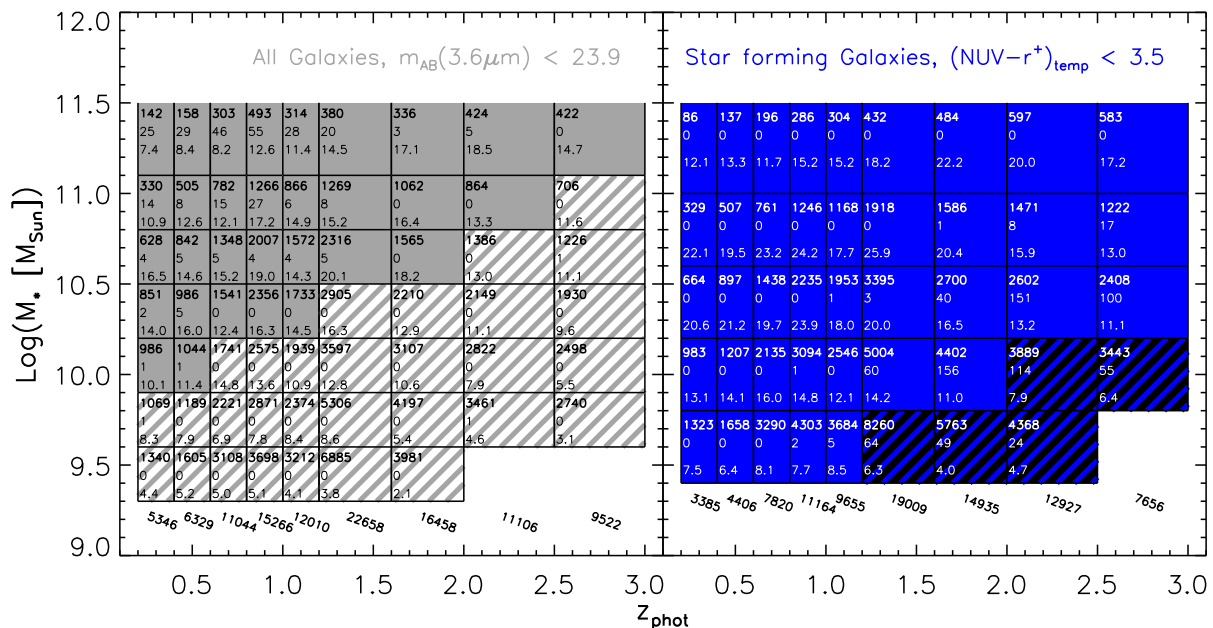 All Galaxies, m_AB(3.6μm) < 23.9
Star forming Galaxies, (NUV−r⁺)_temp < 3.5
12.0
11.5
11.0
10.5
10.0
9.5
9.0
Log(M* [M_Sun])
142 158 303 493 314 380 336 424 422
25 29 46 55 28 20 3 5 0
7.4 8.4 8.2 12.6 11.4 14.5 17.1 18.5 14.7
330 505 782 1266 866 1269 1062 864 706
14 8 15 27 6 8 0 0 0
10.9 12.6 12.1 17.2 14.9 15.2 16.4 13.3 11.6
628 842 1348 2007 1572 2316 1565 1386 1226
4 5 5 4 4 5 0 0 1
16.5 14.6 15.2 19.0 14.3 20.1 18.2 13.0 11.1
851 986 1541 2356 1733 2905 2210 2149 1930
2 5 0 0 0 0 0 0 0
14.0 16.0 12.4 16.3 14.5 16.3 12.9 11.1 9.6
986 1044 1741 2575 1939 3597 3107 2822 2498
1 1 0 0 0 0 0 0 0
10.1 11.4 14.8 13.6 10.9 12.8 10.6 7.9 5.5
1069 1189 2221 2871 2374 5306 4197 3461 2740
1 0 0 0 0 0 0 1 0
8.3 7.9 6.9 7.8 8.4 8.6 5.4 4.6 3.1
1340 1605 3108 3698 3212 6885 3981
0 0 0 0 0 0 0
4.4 5.2 5.0 5.1 4.1 3.8 2.1
5346 6329 11044 15266 12010 22658 16458 11106 9522
86 137 196 286 304 432 484 597 583
0 0 0 0 0 0 0 0 0
12.1 13.3 11.7 15.2 15.2 18.2 22.2 20.0 17.2
329 507 761 1246 1168 1918 1586 1471 1222
0 0 0 0 0 0 1 8 17
22.1 19.5 23.2 24.2 17.7 25.9 20.4 15.9 13.0
664 897 1438 2235 1953 3395 2700 2602 2408
0 0 0 0 1 3 40 151 100
20.6 21.2 19.7 23.9 18.0 20.0 16.5 13.2 11.1
983 1207 2135 3094 2546 5004 4402 3889 3443
0 0 0 1 0 60 156 114 55
13.1 14.1 16.0 14.8 12.1 14.2 11.0 7.9 6.4
1323 1658 3290 4303 3684 8260 5763 4368
0 0 0 2 5 64 49 24
7.5 6.4 8.1 7.7 8.5 6.3 4.0 4.7
3385 4406 7820 11164 9655 19009 14935 12927 7656
0.5 1.0 1.5 2.0 2.5 3.0
0.5 1.0 1.5 2.0 2.5 3.0
z_phot